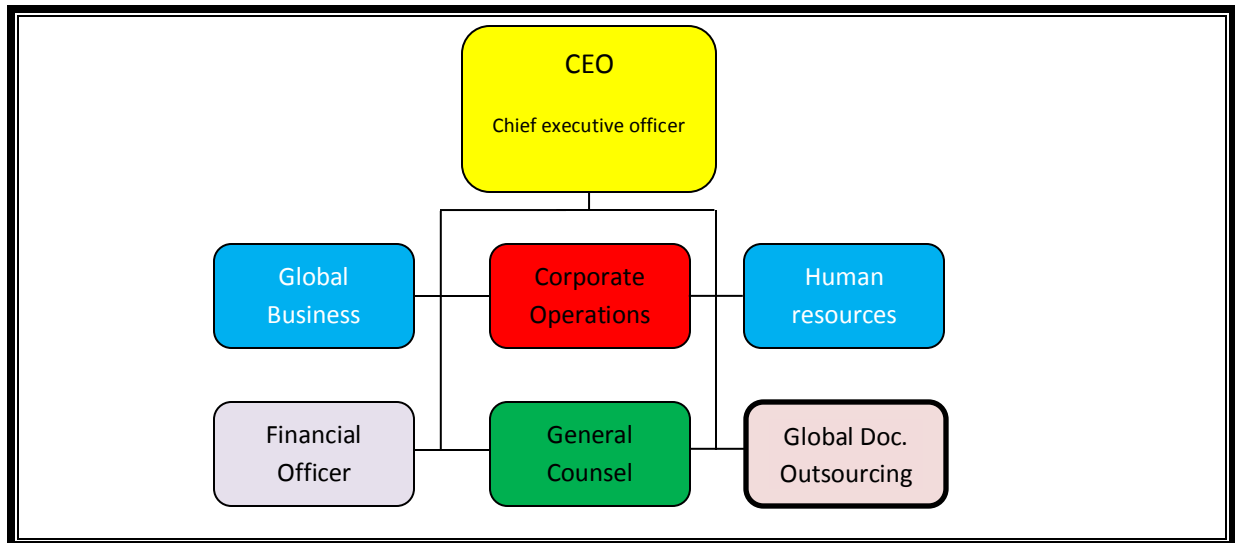 CEO
Chief executive officer
Global
Business
Corporate
Operations
Human
resources
Financial
Officer
General
Counsel
Global Doc.
Outsourcing